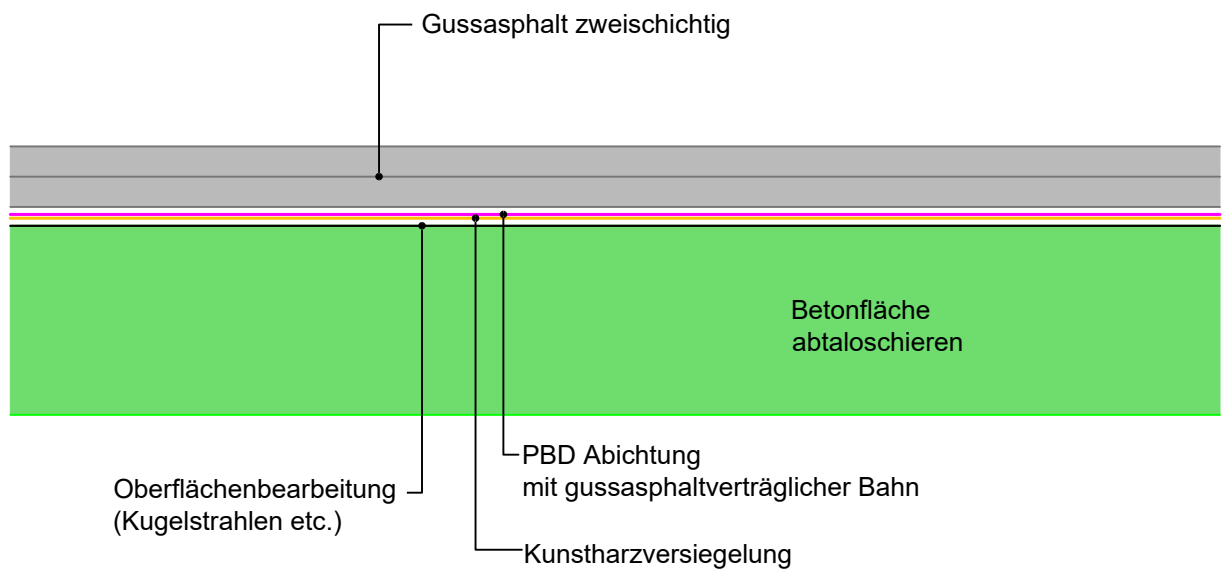 Gussasphalt zweischichtig
Betonfläche
abtaloschieren
PBD Abichtung
mit gussasphaltverträglicher Bahn
Oberflächenbearbeitung
(Kugelstrahlen etc.)
Kunstharzversiegelung